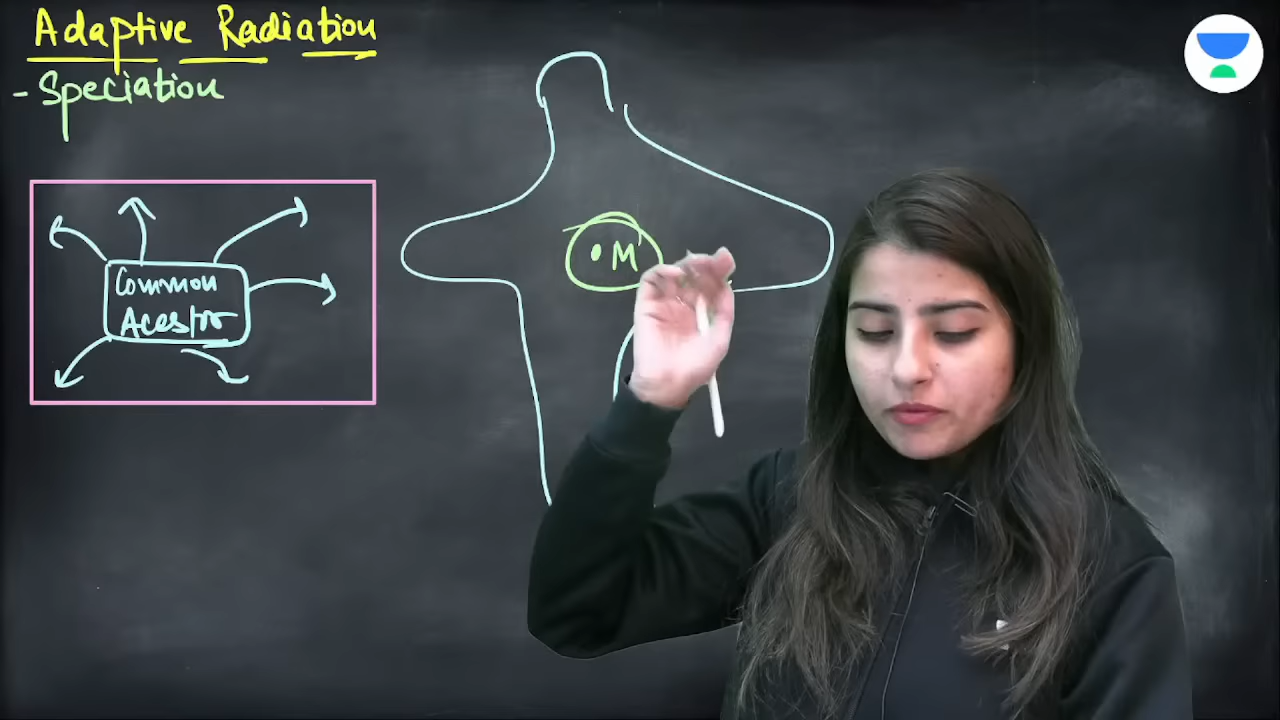 Adaptive Radiation
- Speciation
Common
Acestor
• M